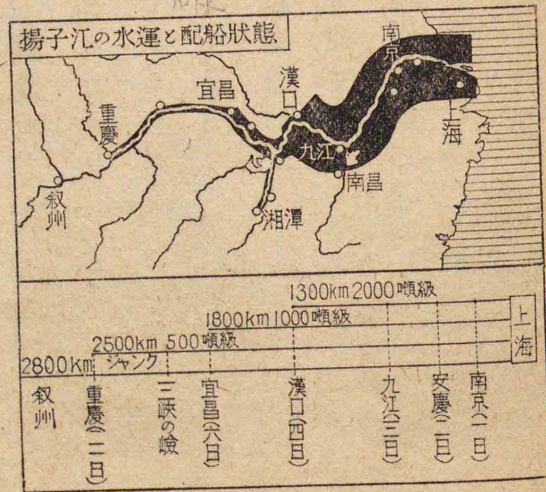 揚子江の水運と配船狀態
南京
漢口
宜昌
重慶
上海
九江
南昌
叙州
湘潭
1300km 2000噸級
1800km 1000噸級
2500km 500噸級
2800km ジャンク
上海
叙州
重慶(一二日)
三峽の嶮
宜昌(六日)
漢口(四日)
九江(三日)
安慶(二日)
南京(一日)